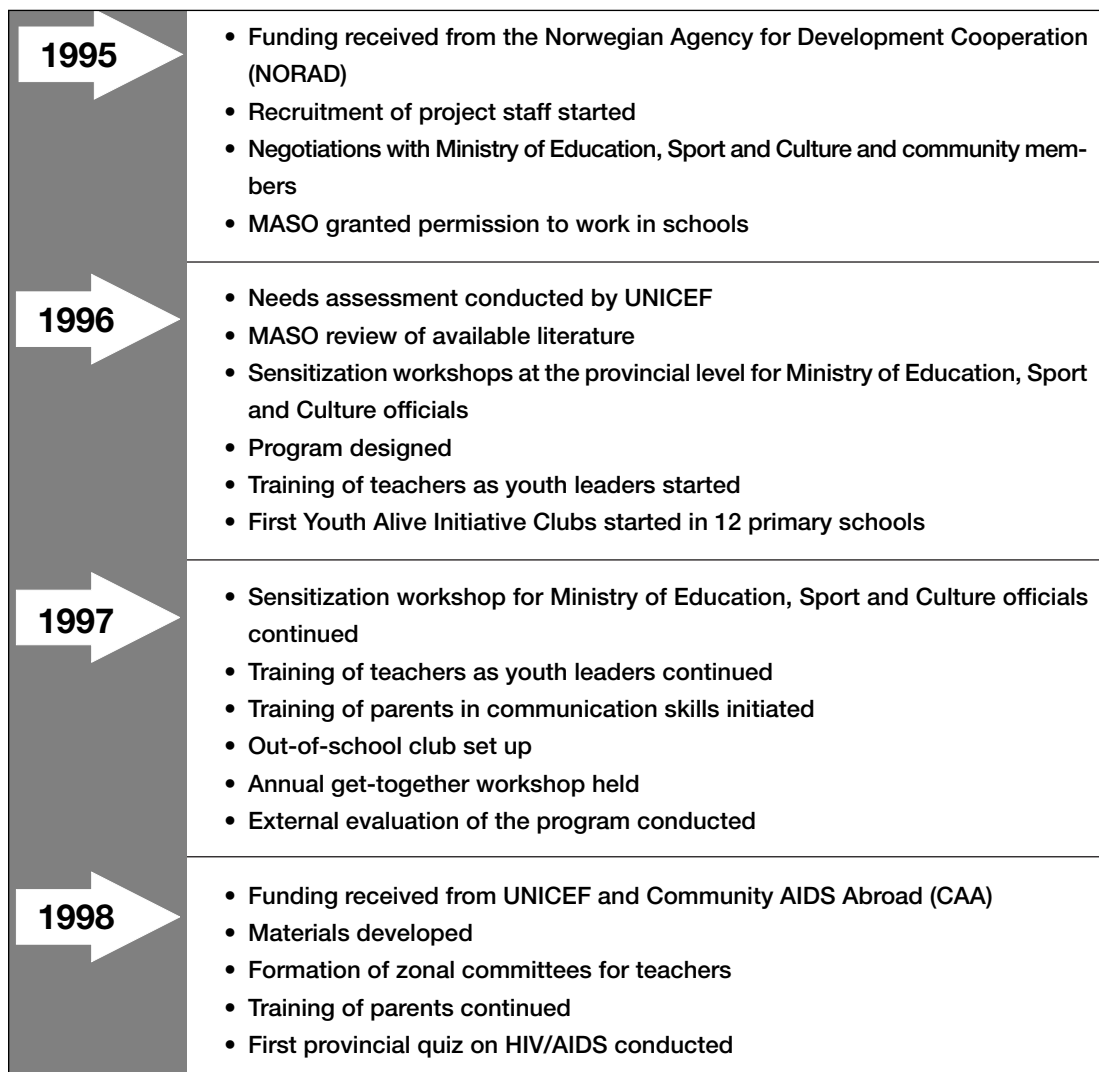 1995
• Funding received from the Norwegian Agency for Development Cooperation
(NORAD)
• Recruitment of project staff started
• Negotiations with Ministry of Education, Sport and Culture and community mem-
bers
• MASO granted permission to work in schools
1996
• Needs assessment conducted by UNICEF
• MASO review of available literature
• Sensitization workshops at the provincial level for Ministry of Education, Sport
and Culture officials
• Program designed
• Training of teachers as youth leaders started
• First Youth Alive Initiative Clubs started in 12 primary schools
1997
• Sensitization workshop for Ministry of Education, Sport and Culture officials
continued
• Training of teachers as youth leaders continued
• Training of parents in communication skills initiated
• Out-of-school club set up
• Annual get-together workshop held
• External evaluation of the program conducted
1998
• Funding received from UNICEF and Community AIDS Abroad (CAA)
• Materials developed
• Formation of zonal committees for teachers
• Training of parents continued
• First provincial quiz on HIV/AIDS conducted